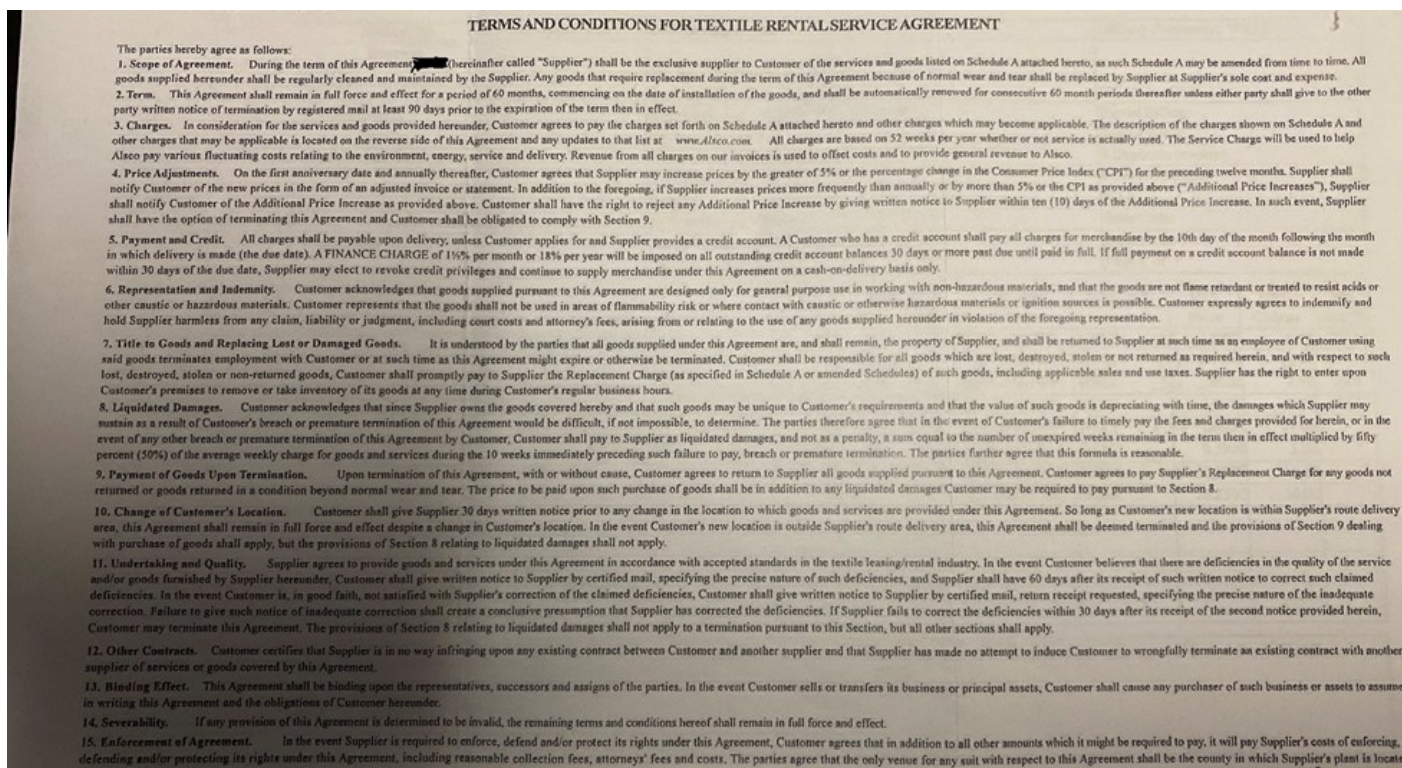 TERMS AND CONDITIONS FOR TEXTILE RENTAL SERVICE AGREEMENT
The parties hereby agree as follows:
1. Scope of Agreement. During the term of this Agreement (hereinafter called "Supplier") shall be the exclusive supplier to Customer of the services and goods listed on Schedule A attached hereto, as such Schedule A may be amended from time to time. All
goods supplied hereunder shall be regularly cleaned and maintained by the Supplier. Any goods that require replacement during the term of this Agreement because of normal wear and tear shall be replaced by Supplier at Supplier's sole cost and expense.
2. Term. This Agreement shall remain in full force and effect for a period of 60 months, commencing on the date of installation of the goods, and shall be automatically renewed for consecutive 60 month periods thereafter unless either party shall give to the other
party written notice of termination by registered mail at least 90 days prior to the expiration of the term then in effect.
3. Charges. In consideration for the services and goods provided hereunder, Customer agrees to pay the charges set forth on Schedule A attached hereto and other charges which may become applicable. The description of the charges shown on Schedule A and
other charges that may be applicable is located on the reverse side of this Agreement and any updates to that list at www.Alsco.com. All charges are based on 52 weeks per year whether or not service is actually used. The Service Charge will be used to help
Alsco pay various fluctuating costs relating to the environment, energy, service and delivery. Revenue from all charges on our invoices is used to offset costs and to provide general revenue to Alsco.
4. Price Adjustments. On the first anniversary date and annually thereafter, Customer agrees that Supplier may increase prices by the greater of 5% or the percentage change in the Consumer Price Index ("CPI") for the preceding twelve months. Supplier shall
notify Customer of the new prices in the form of an adjusted invoice or statement. In addition to the foregoing, if Supplier increases prices more frequently than annually or by more than 5% or the CPI as provided above ("Additional Price Increases"), Supplier
shall notify Customer of the Additional Price Increase as provided above. Customer shall have the right to reject any Additional Price Increase by giving written notice to Supplier within ten (10) days of the Additional Price Increase. In such event, Supplier
shall have the option of terminating this Agreement and Customer shall be obligated to comply with Section 9.
5. Payment and Credit. All charges shall be payable upon delivery, unless Customer applies for and Supplier provides a credit account. A Customer who has a credit account shall pay all charges for merchandise by the 10th day of the month following the month
in which delivery is made (the due date). A FINANCE CHARGE of 1½% per month or 18% per year will be imposed on all outstanding credit account balances 30 days or more past due until paid in full. If full payment on a credit account balance is not made
within 30 days of the due date, Supplier may elect to revoke credit privileges and continue to supply merchandise under this Agreement on a cash-on-delivery basis only.
6. Representation and Indemnity. Customer acknowledges that goods supplied pursuant to this Agreement are designed only for general purpose use in working with non-hazardous materials, and that the goods are not flame retardant or treated to resist acids or
other caustic or hazardous materials. Customer represents that the goods shall not be used in areas of flammability risk or where contact with caustic or otherwise hazardous materials or ignition sources is possible. Customer expressly agrees to indemnify and
hold Supplier harmless from any claim, liability or judgment, including court costs and attorney's fees, arising from or relating to the use of any goods supplied hereunder in violation of the foregoing representation.
7. Title to Goods and Replacing Lost or Damaged Goods. It is understood by the parties that all goods supplied under this Agreement are, and shall remain, the property of Supplier, and shall be returned to Supplier at such time as an employee of Customer using
said goods terminates employment with Customer or at such time as this Agreement might expire or otherwise be terminated. Customer shall be responsible for all goods which are lost, destroyed, stolen or not returned as required herein, and with respect to such
lost, destroyed, stolen or non-returned goods, Customer shall promptly pay to Supplier the Replacement Charge (as specified in Schedule A or amended Schedules) of such goods, including applicable sales and use taxes. Supplier has the right to enter upon
Customer's premises to remove or take inventory of its goods at any time during Customer's regular business hours.
8. Liquidated Damages. Customer acknowledges that since Supplier owns the goods covered hereby and that such goods may be unique to Customer's requirements and that the value of such goods is depreciating with time, the damages which Supplier may
sustain as a result of Customer's breach or premature termination of this Agreement would be difficult, if not impossible, to determine. The parties therefore agree that in the event of Customer's failure to timely pay the fees and charges provided for herein, or in the
event of any other breach or premature termination of this Agreement by Customer, Customer shall pay to Supplier as liquidated damages, and not as a penalty, a sum equal to the number of unexpired weeks remaining in the term then in effect multiplied by fifty
percent (50%) of the average weekly charge for goods and services during the 10 weeks immediately preceding such failure to pay, breach or premature termination. The parties further agree that this formula is reasonable.
9. Payment of Goods Upon Termination. Upon termination of this Agreement, with or without cause, Customer agrees to return to Supplier all goods supplied pursuant to this Agreement. Customer agrees to pay Supplier's Replacement Charge for any goods not
returned or goods returned in a condition beyond normal wear and tear. The price to be paid upon such purchase of goods shall be in addition to any liquidated damages Customer may be required to pay pursuant to Section 8.
10. Change of Customer's Location. Customer shall give Supplier 30 days written notice prior to any change in the location to which goods and services are provided under this Agreement. So long as Customer's new location is within Supplier's route delivery
area, this Agreement shall remain in full force and effect despite a change in Customer's location. In the event Customer's new location is outside Supplier's route delivery area, this Agreement shall be deemed terminated and the provisions of Section 9 dealing
with purchase of goods shall apply, but the provisions of Section 8 relating to liquidated damages shall not apply.
11. Undertaking and Quality. Supplier agrees to provide goods and services under this Agreement in accordance with accepted standards in the textile leasing/rental industry. In the event Customer believes that there are deficiencies in the quality of the service
and/or goods furnished by Supplier hereunder, Customer shall give written notice to Supplier by certified mail, specifying the precise nature of such deficiencies, and Supplier shall have 60 days after its receipt of such written notice to correct such claimed
deficiencies. In the event Customer is, in good faith, not satisfied with Supplier's correction of the claimed deficiencies, Customer shall give written notice to Supplier by certified mail, return receipt requested, specifying the precise nature of the inadequate
correction. Failure to give such notice of inadequate correction shall create a conclusive presumption that Supplier has corrected the deficiencies. If Supplier fails to correct the deficiencies within 30 days after its receipt of the second notice provided herein,
Customer may terminate this Agreement. The provisions of Section 8 relating to liquidated damages shall not apply to a termination pursuant to this Section, but all other sections shall apply.
12. Other Contracts. Customer certifies that Supplier is in no way infringing upon any existing contract between Customer and another supplier and that Supplier has made no attempt to induce Customer to wrongfully terminate an existing contract with another
supplier of services or goods covered by this Agreement.
13. Binding Effect. This Agreement shall be binding upon the representatives, successors and assigns of the parties. In the event Customer sells or transfers its business or principal assets, Customer shall cause any purchaser of such business or assets to assume
in writing this Agreement and the obligations of Customer hereunder.
14. Severability. If any provision of this Agreement is determined to be invalid, the remaining terms and conditions hereof shall remain in full force and effect.
15. Enforcement of Agreement. In the event Supplier is required to enforce, defend and/or protect its rights under this Agreement, Customer agrees that in addition to all other amounts which it might be required to pay, it will pay Supplier's costs of enforcing,
defending and/or protecting its rights under this Agreement, including reasonable collection fees, attorneys' fees and costs. The parties agree that the only venue for any suit with respect to this Agreement shall be the county in which Supplier's plant is locate